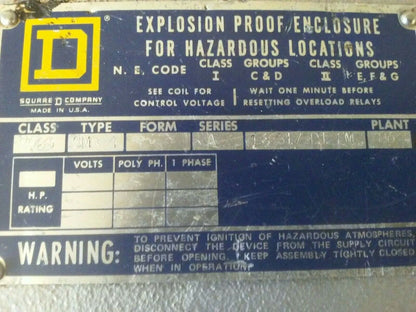 EXPLOSION PROOF ENCLOSURE
FOR HAZARDOUS LOCATIONS
N. E. CODE CLASS I GROUPS C & D CLASS II GROUPS E, F & G
D
SQUARE D COMPANY
MADE IN U.S.A.
SEE COIL FOR CONTROL VOLTAGE
WAIT ONE MINUTE BEFORE RESETTING OVERLOAD RELAYS
CLASS TYPE FORM SERIES PLANT
A
VOLTS POLY PH. 1 PHASE
H.P.
RATING
WARNING:
TO PREVENT IGNITION OF HAZARDOUS ATMOSPHERES,
DISCONNECT THE DEVICE FROM THE SUPPLY CIRCUIT
BEFORE OPENING. KEEP ASSEMBLY TIGHTLY CLOSED
WHEN IN OPERATION.